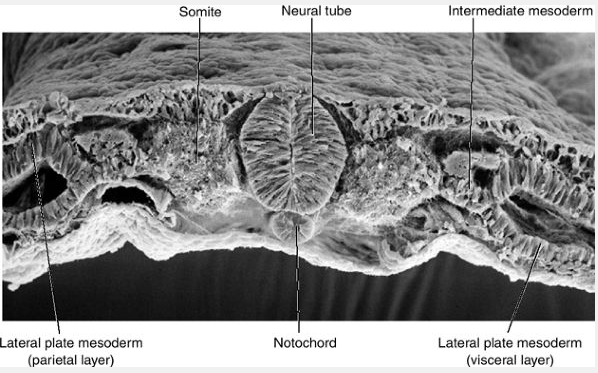 Somite
Neural tube
Intermediate mesoderm
Lateral plate mesoderm
(parietal layer)
Notochord
Lateral plate mesoderm
(visceral layer)